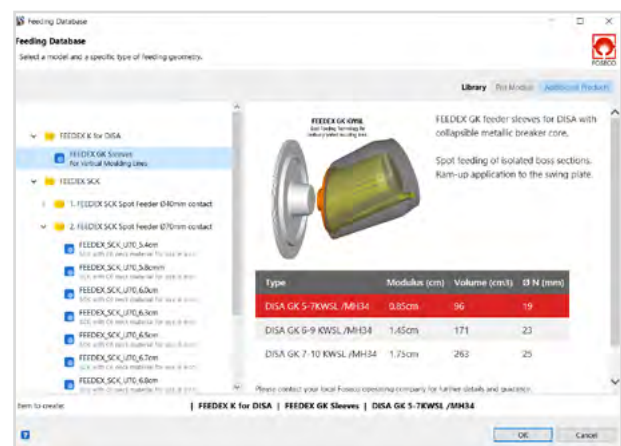 Feeding Database
Feeding Database
Select a model and a specific type of feeding geometry.
FOSECO
Library
Additional Products
FEEDEX K for DISA
FEEDEX GK Sleeves
For Vertical Moulding Lines
FEEDEX SCK
1. FEEDEX SCK Spot Feeder Ø40mm contact
2. FEEDEX SCK Spot Feeder Ø70mm contact
FEEDEX_SCK_U70_5.4cm
FEEDEX_SCK_U70_5.8cm
FEEDEX_SCK_U70_6.0cm
FEEDEX_SCK_U70_6.3cm
FEEDEX_SCK_U70_6.5cm
FEEDEX_SCK_U70_6.7cm
FEEDEX_SCK_U70_6.8cm
FEEDEX GK KWSL
FEEDEX GK feeder sleeves for DISA with
collapsible metallic breaker core.
Spot feeding of isolated boss sections.
Ram-up application to the swing plate.
Type Modulus (cm) Volume (cm3) Ø N (mm)
DISA GK 5-7KWSL /MH34 0.85cm 96 19
DISA GK 6-9 KWSL /MH34 1.45cm 171 23
DISA GK 7-10 KWSL /MH34 1.75cm 263 25
Please contact your local Foseco operating company for further details and guidance.
Item to create: | FEEDEX K for DISA | FEEDEX GK Sleeves | DISA GK 5-7KWSL /MH34
OK Cancel